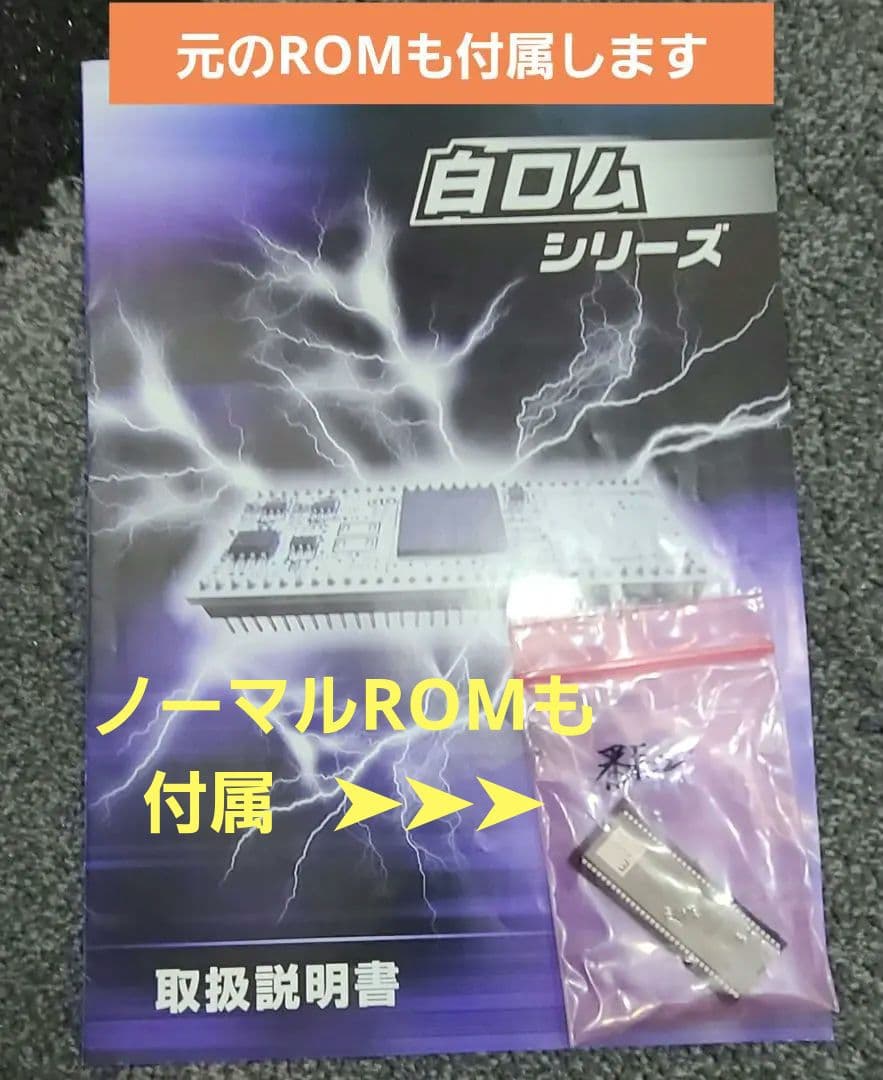 元のROMも付属します
白ロム
シリーズ
ノーマルROMも
付属 ➤➤➤
取扱説明書